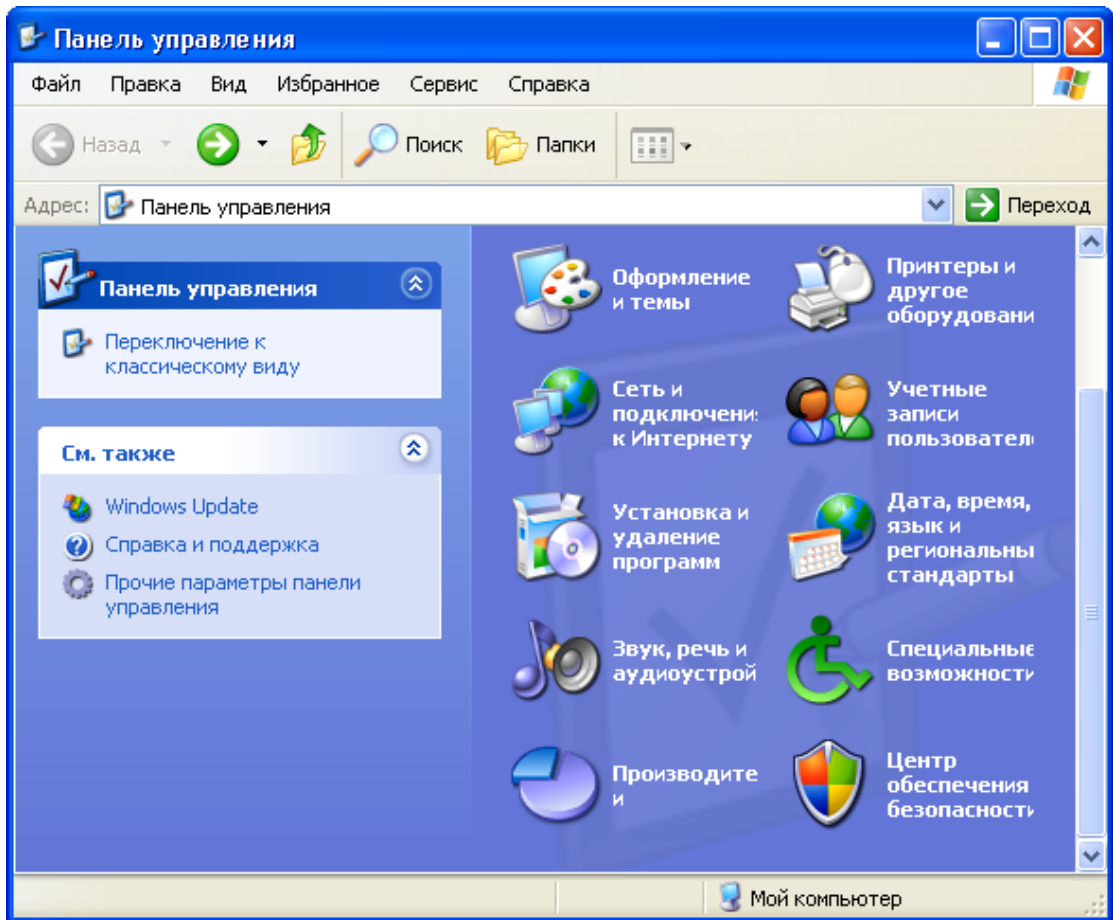 Панель управления
Файл Правка Вид Избранное Сервис Справка
Назад Поиск Папки
Адрес: Панель управления Переход
Панель управления
Переключение к
классическому виду
См. также
Windows Update
Справка и поддержка
Прочие параметры панели
управления
Оформление
и темы
Принтеры и
другое
оборудовани
Сеть и
подключени
к Интернету
Учетные
записи
пользовател
Установка и
удаление
программ
Дата, время,
язык и
региональны
стандарты
Звук, речь и
аудиоустрой
Специальные
возможности
Производите
и
Центр
обеспечения
безопасности
Мой компьютер